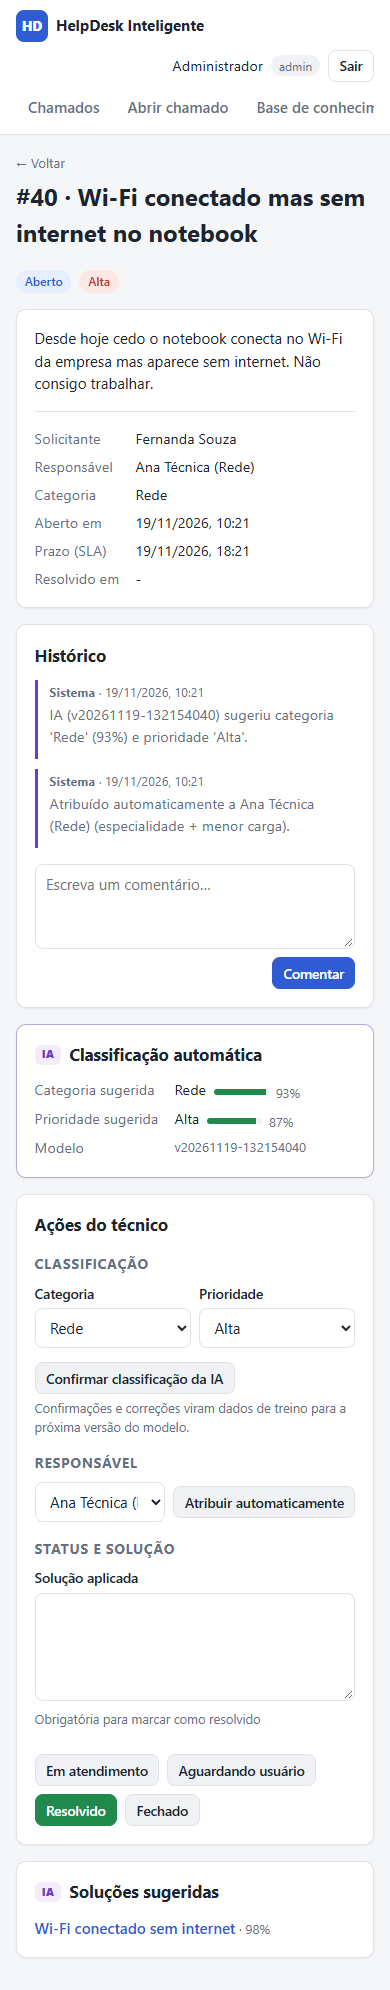 HD HelpDesk Inteligente
Administrador admin Sair
Chamados Abrir chamado Base de conhecim
← Voltar
#40 · Wi-Fi conectado mas sem
internet no notebook
Aberto Alta
Desde hoje cedo o notebook conecta no Wi-Fi
da empresa mas aparece sem internet. Não
consigo trabalhar.
Solicitante Fernanda Souza
Responsável Ana Técnica (Rede)
Categoria Rede
Aberto em 19/11/2026, 10:21
Prazo (SLA) 19/11/2026, 18:21
Resolvido em -
Histórico
Sistema · 19/11/2026, 10:21
IA (v20261119-132154040) sugeriu categoria
'Rede' (93%) e prioridade 'Alta'.
Sistema · 19/11/2026, 10:21
Atribuído automaticamente a Ana Técnica
(Rede) (especialidade + menor carga).
Escreva um comentário...
Comentar
IA Classificação automática
Categoria sugerida Rede 93%
Prioridade sugerida Alta 87%
Modelo v20261119-132154040
Ações do técnico
CLASSIFICAÇÃO
Categoria Prioridade
Rede Alta
Confirmar classificação da IA
Confirmações e correções viram dados de treino para a
próxima versão do modelo.
RESPONSÁVEL
Ana Técnica (I Atribuir automaticamente
STATUS E SOLUÇÃO
Solução aplicada
Obrigatória para marcar como resolvido
Em atendimento Aguardando usuário
Resolvido Fechado
IA Soluções sugeridas
Wi-Fi conectado sem internet · 98%